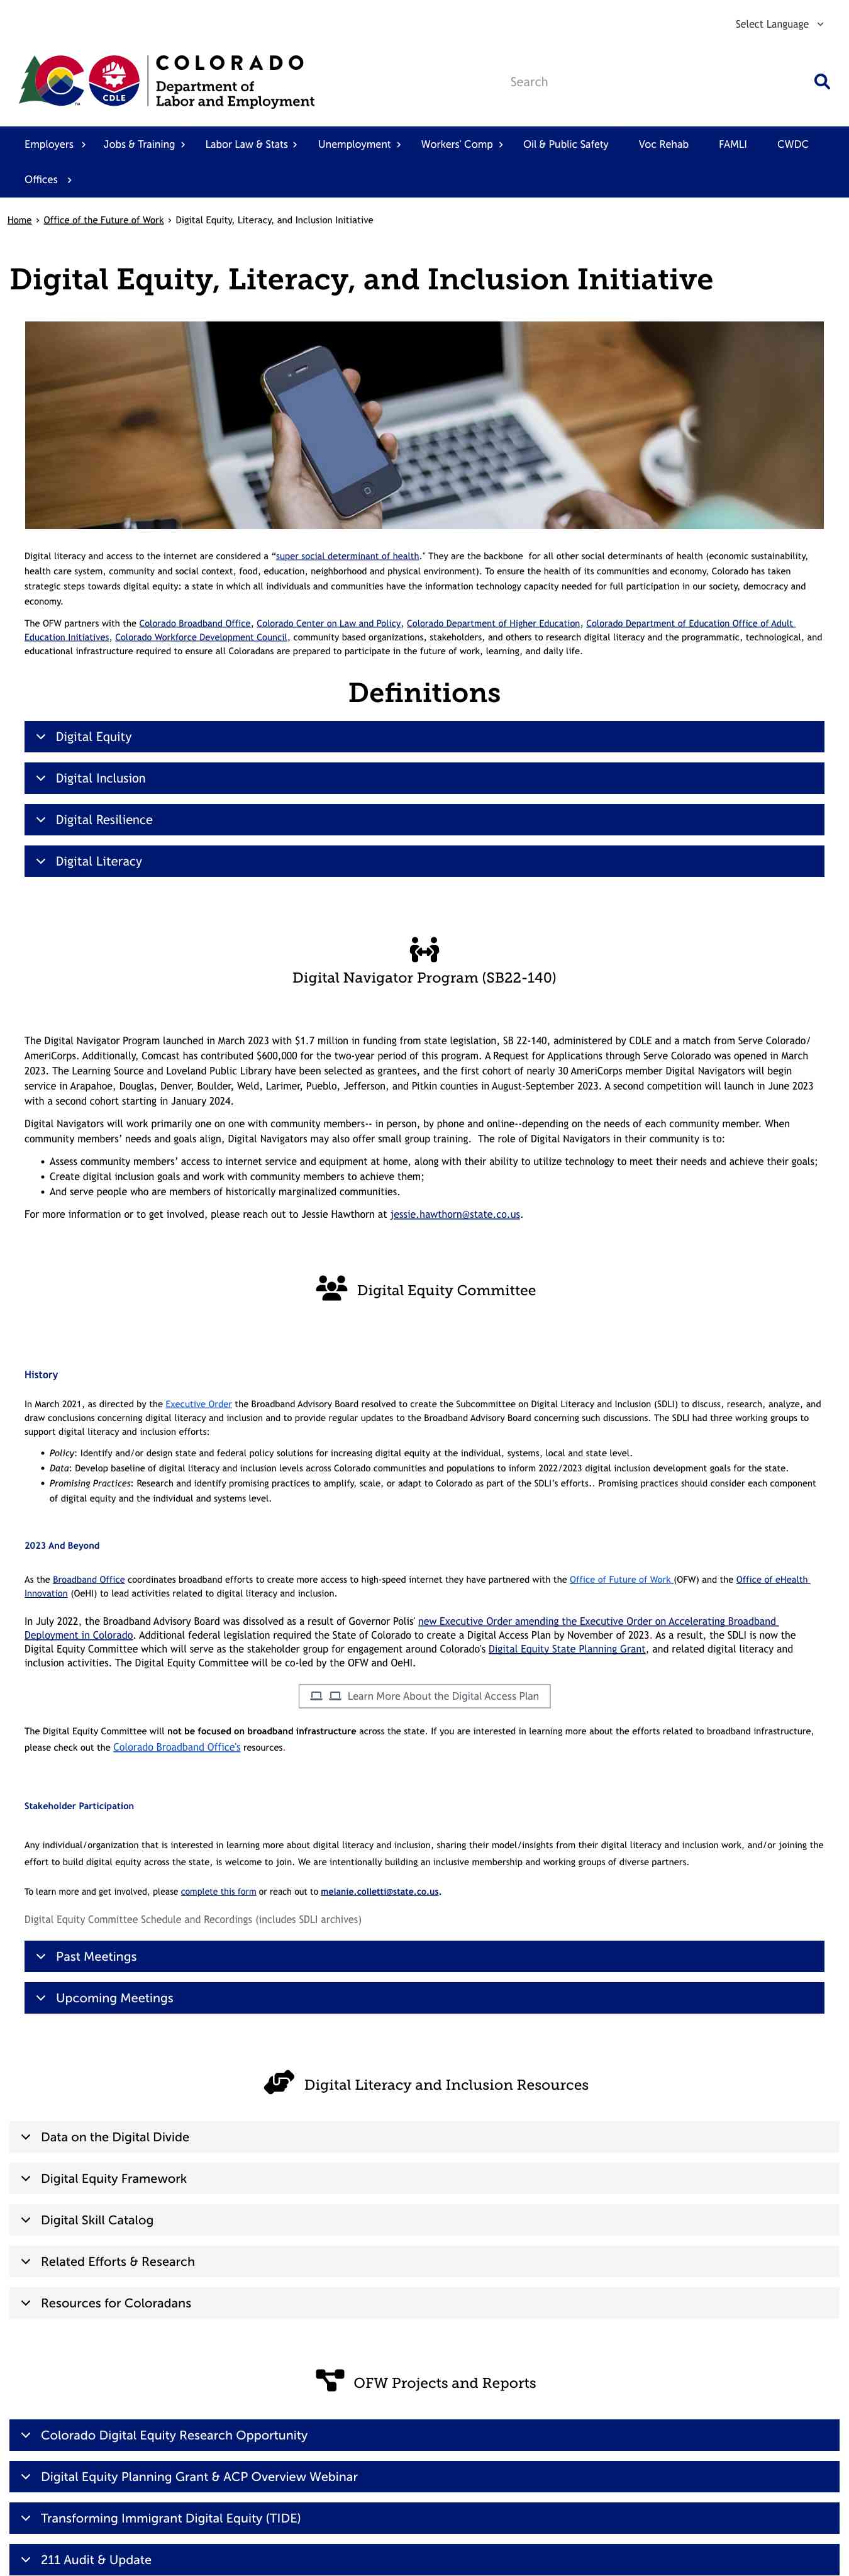 Select Language
COLORADO
Department of
Labor and Employment
CDLE
TM
Search
Employers Jobs & Training Labor Law & Stats Unemployment Workers' Comp Oil & Public Safety Voc Rehab FAMLI CWDC
Offices
Home › Office of the Future of Work › Digital Equity, Literacy, and Inclusion Initiative
Digital Equity, Literacy, and Inclusion Initiative
Digital literacy and access to the internet are considered a “super social determinant of health." They are the backbone for all other social determinants of health (economic sustainability,
health care system, community and social context, food, education, neighborhood and physical environment). To ensure the health of its communities and economy, Colorado has taken
strategic steps towards digital equity: a state in which all individuals and communities have the information technology capacity needed for full participation in our society, democracy and
economy.
The OFW partners with the Colorado Broadband Office, Colorado Center on Law and Policy, Colorado Department of Higher Education, Colorado Department of Education Office of Adult
Education Initiatives, Colorado Workforce Development Council, community based organizations, stakeholders, and others to research digital literacy and the programmatic, technological, and
educational infrastructure required to ensure all Coloradans are prepared to participate in the future of work, learning, and daily life.
Definitions
Digital Equity
Digital Inclusion
Digital Resilience
Digital Literacy
Digital Navigator Program (SB22-140)
The Digital Navigator Program launched in March 2023 with $1.7 million in funding from state legislation, SB 22-140, administered by CDLE and a match from Serve Colorado/
AmeriCorps. Additionally, Comcast has contributed $600,000 for the two-year period of this program. A Request for Applications through Serve Colorado was opened in March
2023. The Learning Source and Loveland Public Library have been selected as grantees, and the first cohort of nearly 30 AmeriCorps member Digital Navigators will begin
service in Arapahoe, Douglas, Denver, Boulder, Weld, Larimer, Pueblo, Jefferson, and Pitkin counties in August-September 2023. A second competition will launch in June 2023
with a second cohort starting in January 2024.
Digital Navigators will work primarily one on one with community members-- in person, by phone and online--depending on the needs of each community member. When
community members’ needs and goals align, Digital Navigators may also offer small group training. The role of Digital Navigators in their community is to:
• Assess community members’ access to internet service and equipment at home, along with their ability to utilize technology to meet their needs and achieve their goals;
• Create digital inclusion goals and work with community members to achieve them;
• And serve people who are members of historically marginalized communities.
For more information or to get involved, please reach out to Jessie Hawthorn at jessie.hawthorn@state.co.us.
Digital Equity Committee
History
In March 2021, as directed by the Executive Order the Broadband Advisory Board resolved to create the Subcommittee on Digital Literacy and Inclusion (SDLI) to discuss, research, analyze, and
draw conclusions concerning digital literacy and inclusion and to provide regular updates to the Broadband Advisory Board concerning such discussions. The SDLI had three working groups to
support digital literacy and inclusion efforts:
• Policy: Identify and/or design state and federal policy solutions for increasing digital equity at the individual, systems, local and state level.
• Data: Develop baseline of digital literacy and inclusion levels across Colorado communities and populations to inform 2022/2023 digital inclusion development goals for the state.
• Promising Practices: Research and identify promising practices to amplify, scale, or adapt to Colorado as part of the SDLI’s efforts.. Promising practices should consider each component
of digital equity and the individual and systems level.
2023 And Beyond
As the Broadband Office coordinates broadband efforts to create more access to high-speed internet they have partnered with the Office of Future of Work (OFW) and the Office of eHealth
Innovation (OeHI) to lead activities related to digital literacy and inclusion.
In July 2022, the Broadband Advisory Board was dissolved as a result of Governor Polis' new Executive Order amending the Executive Order on Accelerating Broadband
Deployment in Colorado. Additional federal legislation required the State of Colorado to create a Digital Access Plan by November of 2023. As a result, the SDLI is now the
Digital Equity Committee which will serve as the stakeholder group for engagement around Colorado's Digital Equity State Planning Grant, and related digital literacy and
inclusion activities. The Digital Equity Committee will be co-led by the OFW and OeHI.
Learn More About the Digital Access Plan
The Digital Equity Committee will not be focused on broadband infrastructure across the state. If you are interested in learning more about the efforts related to broadband infrastructure,
please check out the Colorado Broadband Office's resources.
Stakeholder Participation
Any individual/organization that is interested in learning more about digital literacy and inclusion, sharing their model/insights from their digital literacy and inclusion work, and/or joining the
effort to build digital equity across the state, is welcome to join. We are intentionally building an inclusive membership and working groups of diverse partners.
To learn more and get involved, please complete this form or reach out to melanie.colletti@state.co.us.
Digital Equity Committee Schedule and Recordings (includes SDLI archives)
Past Meetings
Upcoming Meetings
Digital Literacy and Inclusion Resources
Data on the Digital Divide
Digital Equity Framework
Digital Skill Catalog
Related Efforts & Research
Resources for Coloradans
OFW Projects and Reports
Colorado Digital Equity Research Opportunity
Digital Equity Planning Grant & ACP Overview Webinar
Transforming Immigrant Digital Equity (TIDE)
211 Audit & Update